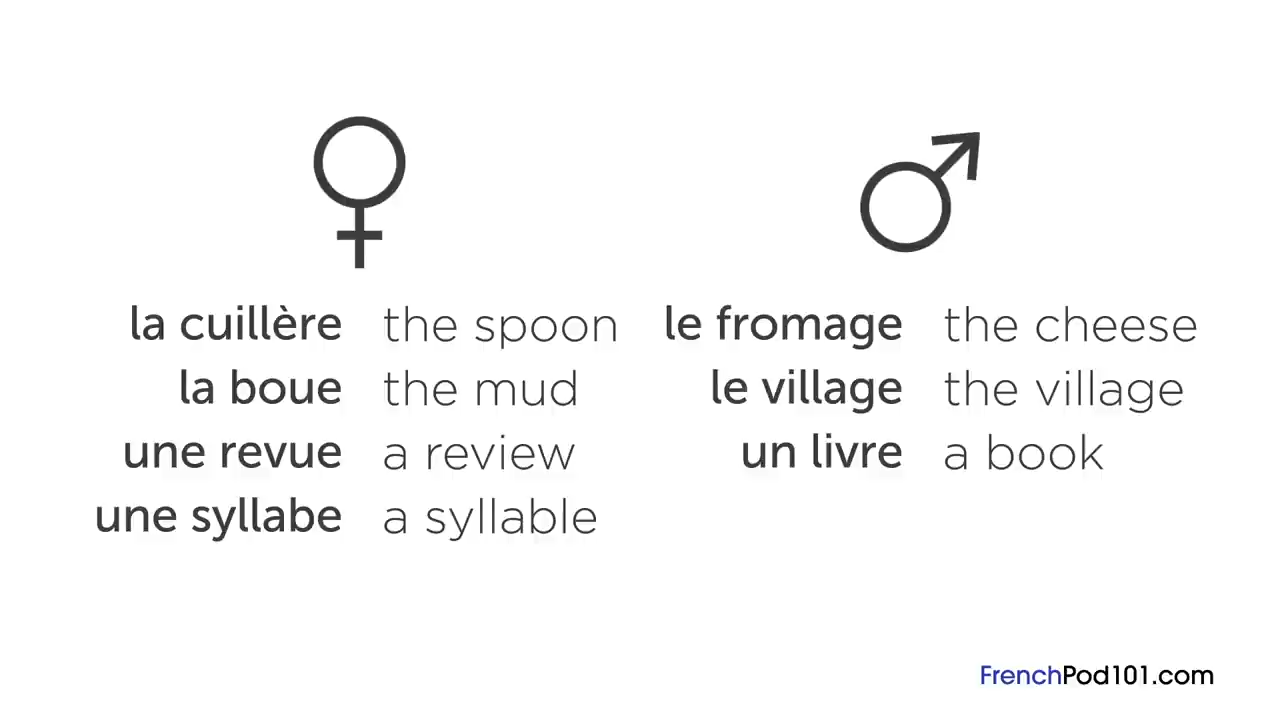 la cuillère the spoon
la boue the mud
une revue a review
une syllabe a syllable
le fromage the cheese
le village the village
un livre a book
FrenchPod101.com